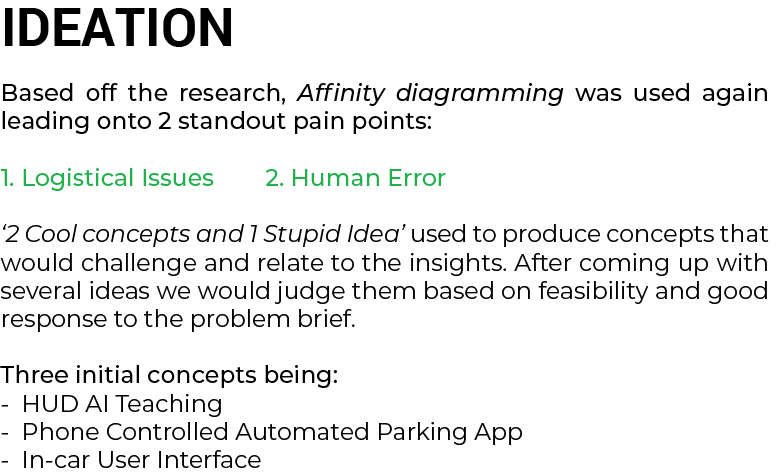 IDEATION
Based off the research, Affinity diagramming was used again
leading onto 2 standout pain points:
1. Logistical Issues 2. Human Error
‘2 Cool concepts and 1 Stupid Idea’ used to produce concepts that
would challenge and relate to the insights. After coming up with
several ideas we would judge them based on feasibility and good
response to the problem brief.
Three initial concepts being:
- HUD AI Teaching
- Phone Controlled Automated Parking App
- In-car User Interface